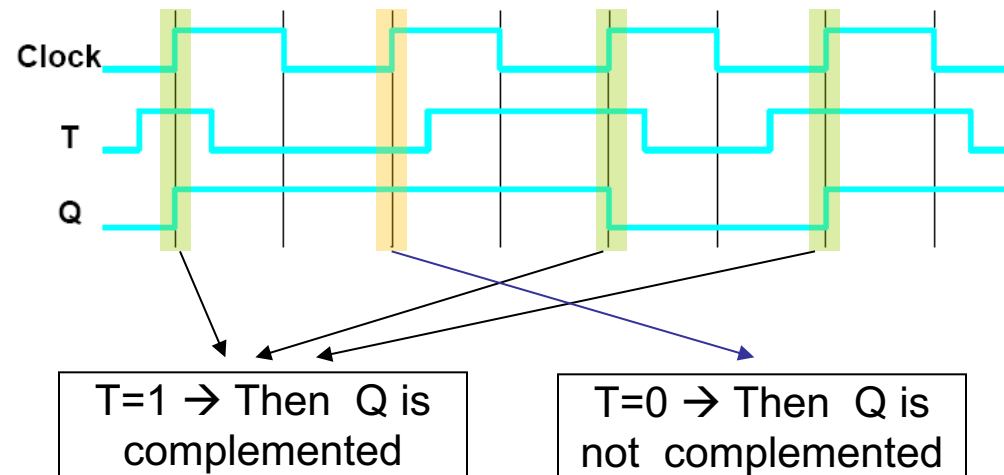 Clock
T
Q
T=1 → Then Q is
complemented
T=0 → Then Q is
not complemented